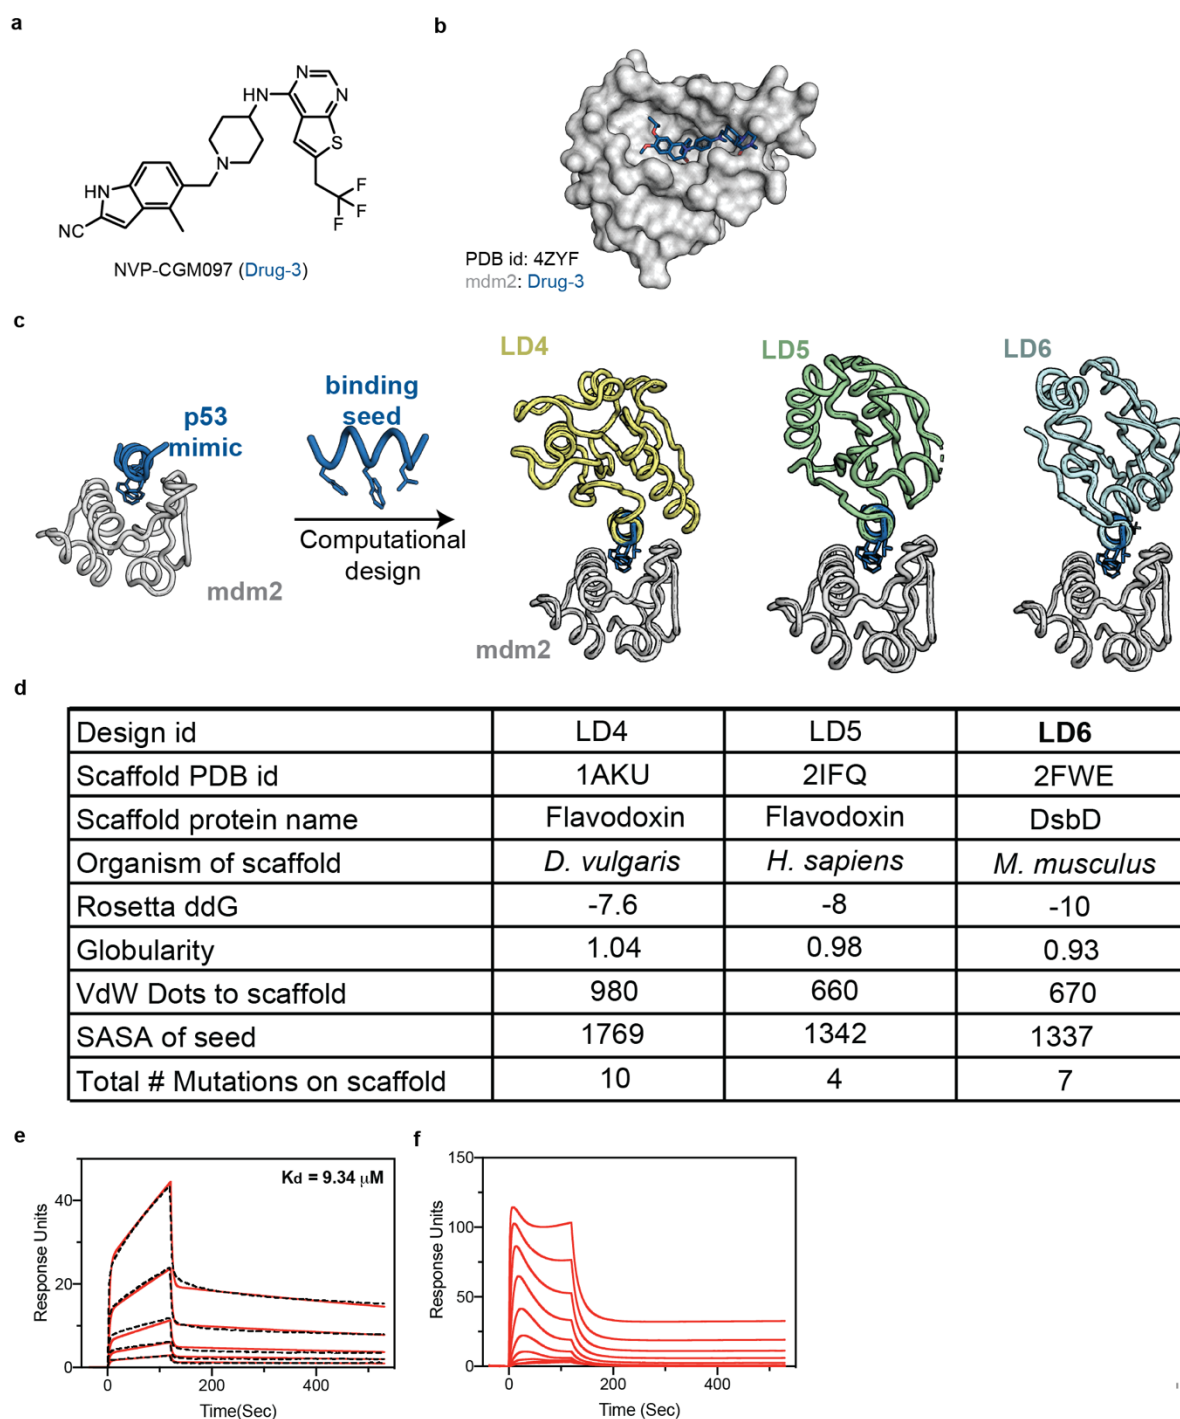 a
HN
N
N
S
N
HN
NC
F
F
F
NVP-CGM097 (Drug-3)
b
PDB id: 4ZYF
mdm2: Drug-3
c
p53
mimic
mdm2
binding
seed
Computational
design
LD4
LD5
LD6
mdm2
d
Design id LD4 LD5 LD6
Scaffold PDB id 1AKU 2IFQ 2FWE
Scaffold protein name Flavodoxin Flavodoxin DsbD
Organism of scaffold D. vulgaris H. sapiens M. musculus
Rosetta ddG -7.6 -8 -10
Globularity 1.04 0.98 0.93
VdW Dots to scaffold 980 660 670
SASA of seed 1769 1342 1337
Total # Mutations on scaffold 10 4 7
e
Kd = 9.34 μM
Response Units
40
20
0
0 200 400
Time(Sec)
f
Response Units
150
100
50
0
0 200 400
Time (Sec)